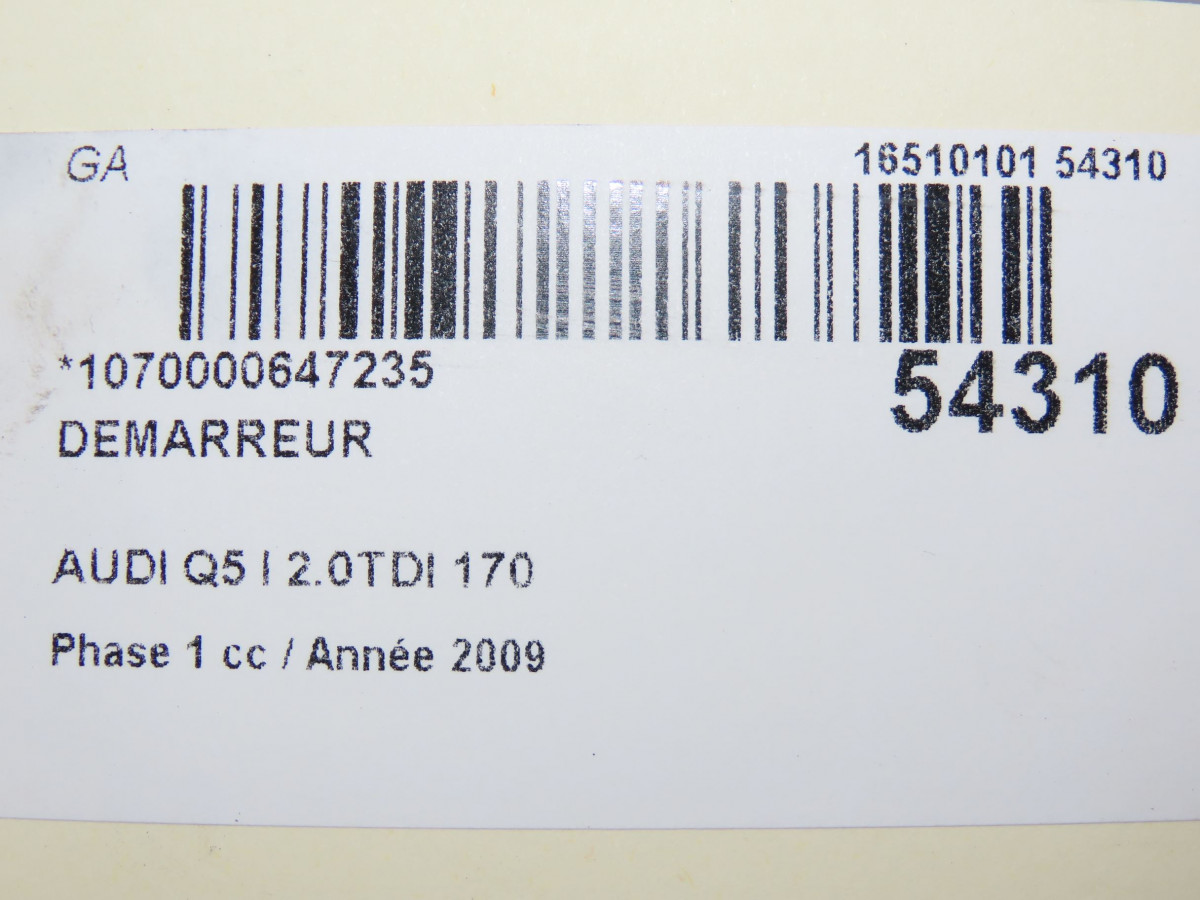 GA
16510101 54310
*1070000647235
54310
DEMARREUR
AUDI Q5 I 2.0TDI 170
Phase 1 cc / Année 2009